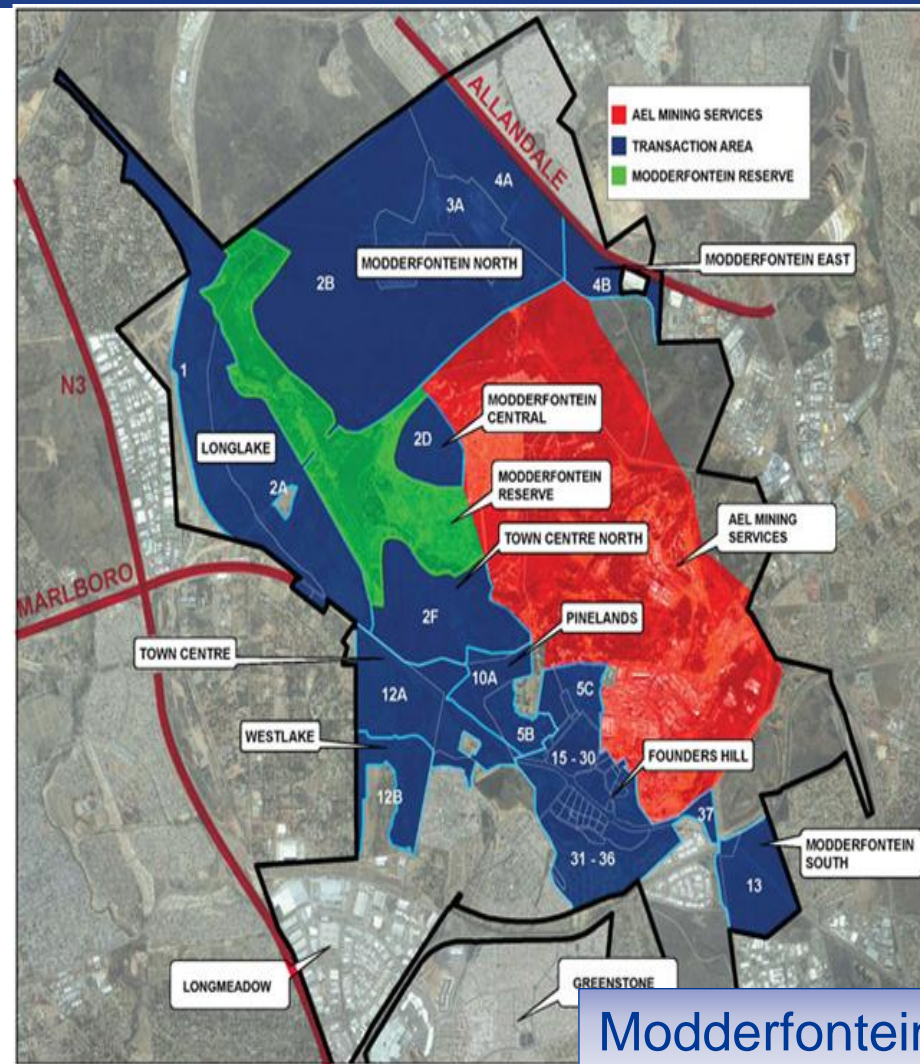 ALLANDALE
AEL MINING SERVICES
TRANSACTION AREA
MODDERFONTEIN RESERVE
4A
3A
MODDERFONTEIN NORTH
MODDERFONTEIN EAST
2B
4B
1
N3
MODDERFONTEIN
CENTRAL
2D
LONGLAKE
MODDERFONTEIN
RESERVE
2A
AEL MINING
SERVICES
TOWN CENTRE NORTH
MARLBORO
2F
PINELANDS
TOWN CENTRE
10A
12A
5C
WESTLAKE
5B
15 - 30
FOUNDERS HILL
12B
37
MODDERFONTEIN
SOUTH
31 - 36
13
LONGMEADOW
GREENSTONE
Modderfontein